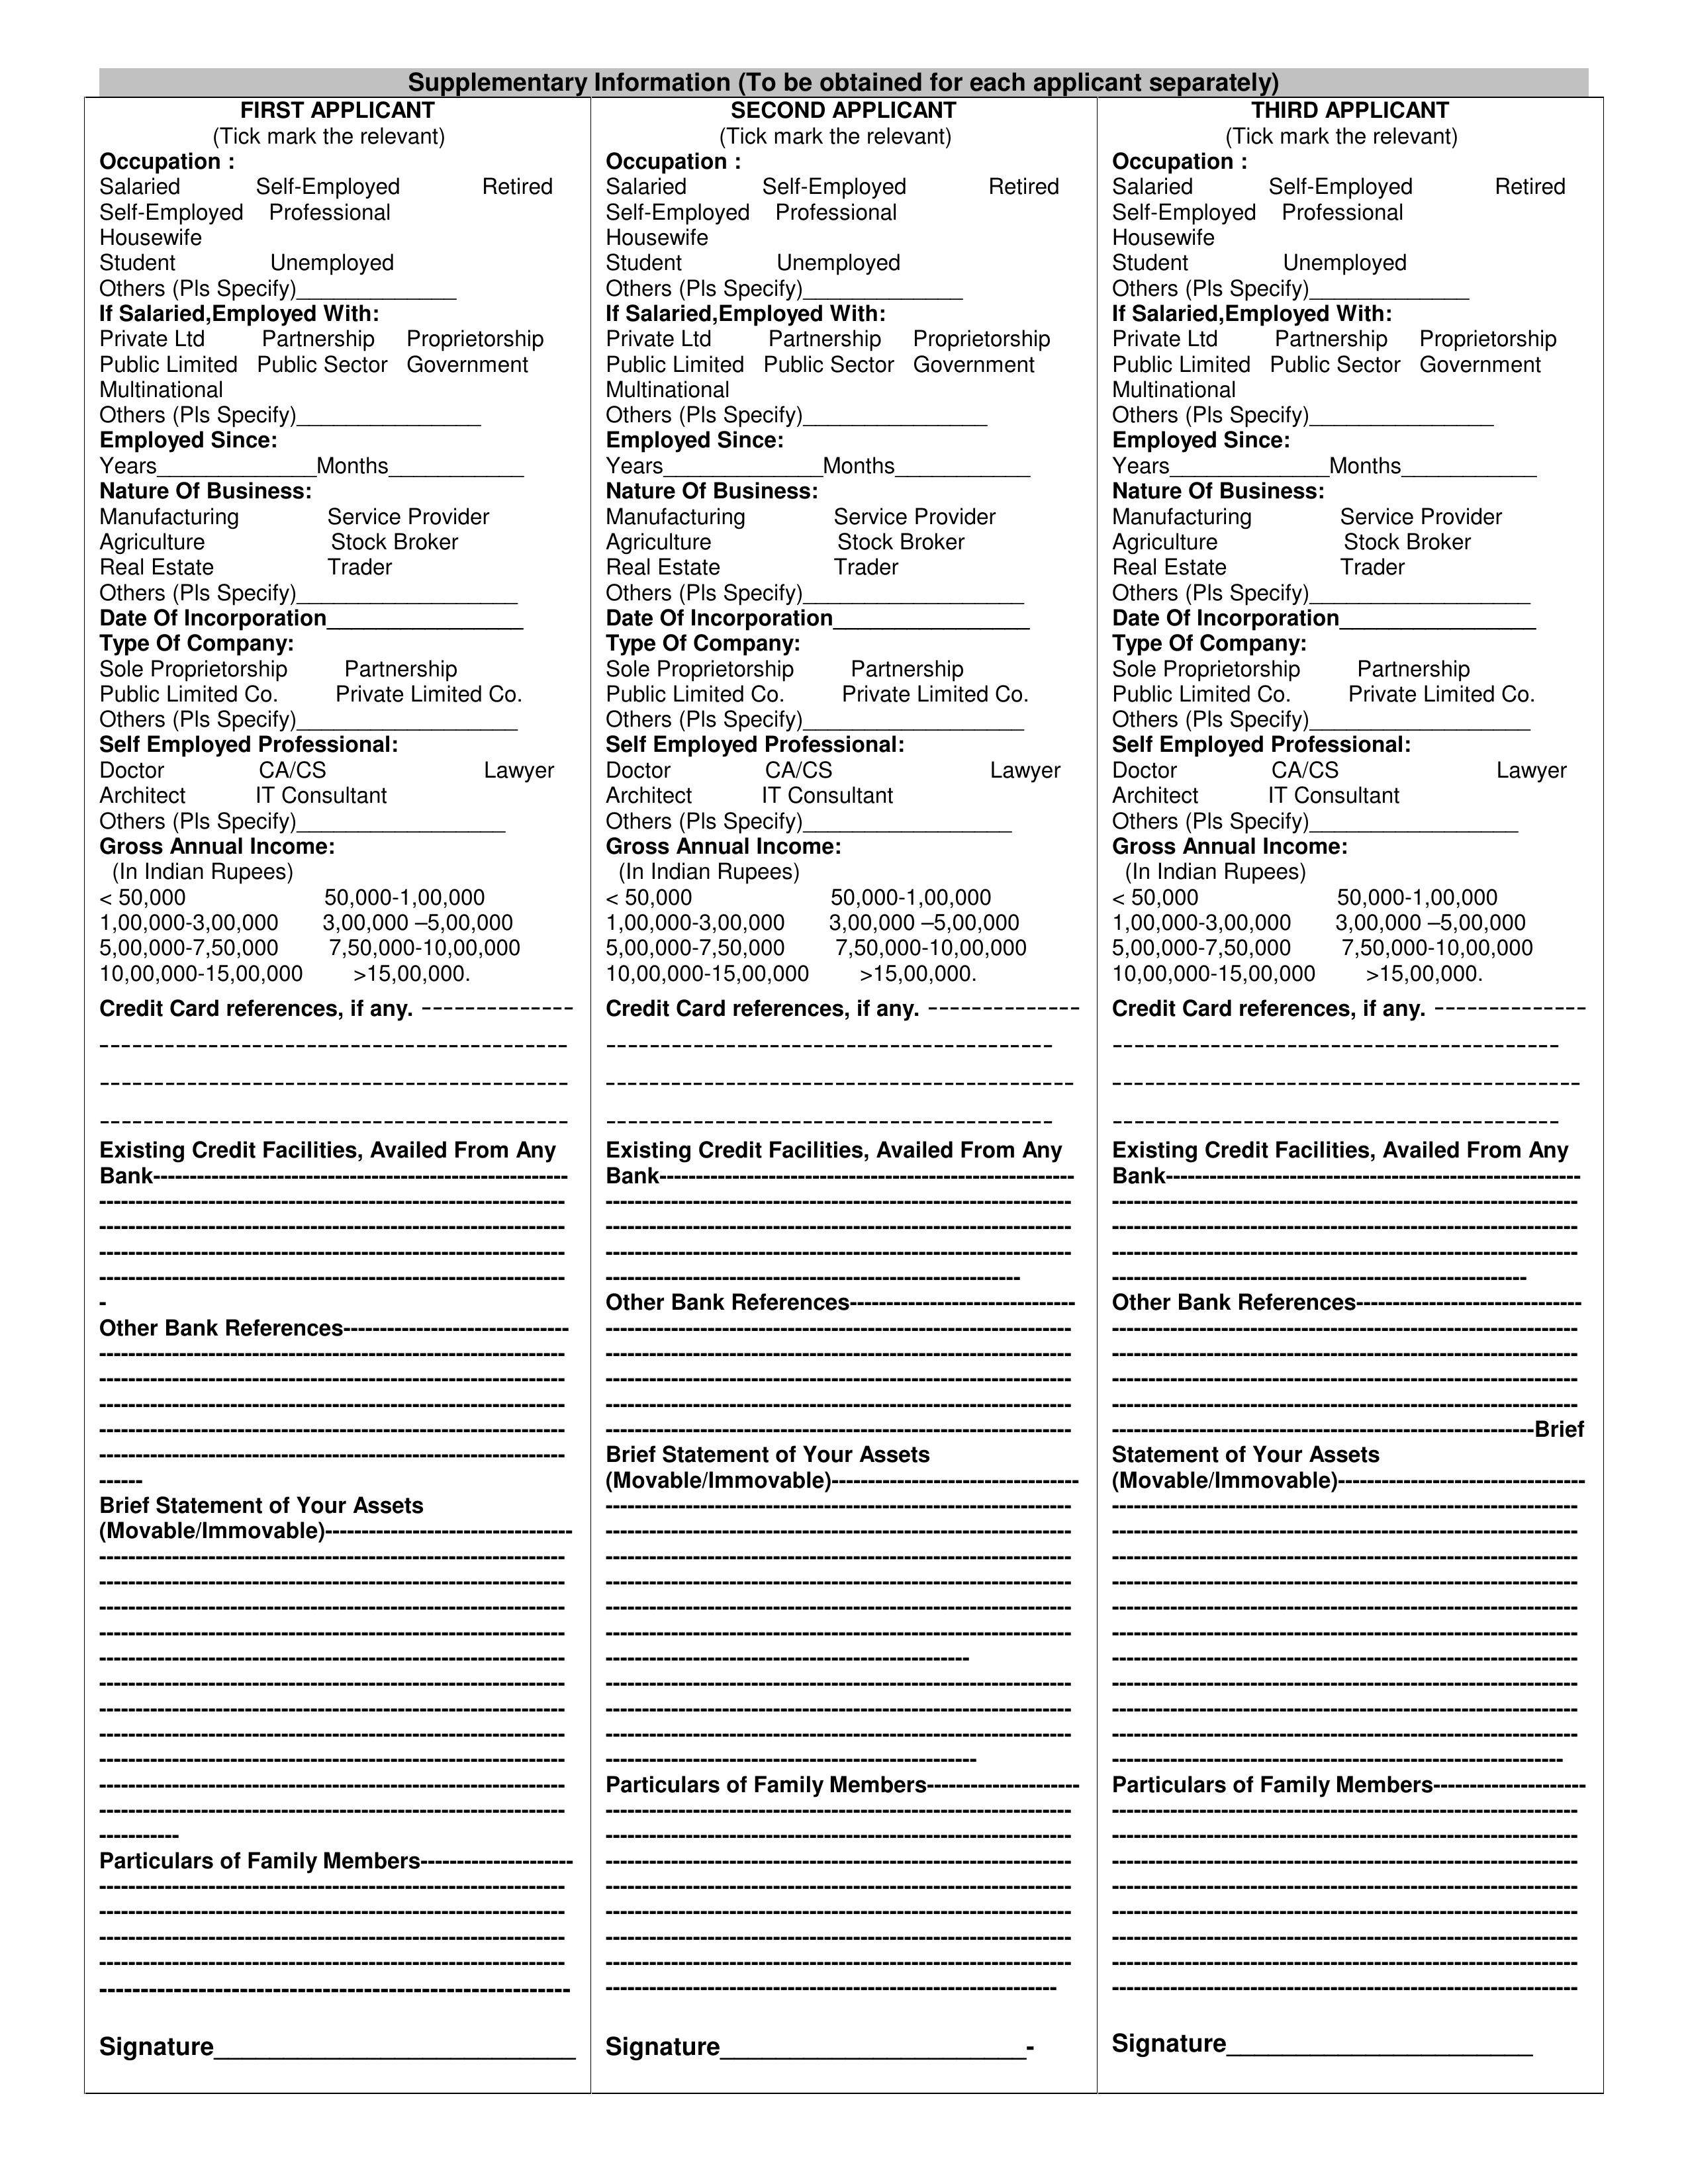 Supplementary Information (To be obtained for each applicant separately)
FIRST APPLICANT
(Tick mark the relevant)
Occupation :
Salaried Self-Employed Retired
Self-Employed Professional
Housewife
Student Unemployed
Others (Pls Specify)_____________
If Salaried,Employed With:
Private Ltd Partnership Proprietorship
Public Limited Public Sector Government
Multinational
Others (Pls Specify)_______________
Employed Since:
Years_____________Months___________
Nature Of Business:
Manufacturing Service Provider
Agriculture Stock Broker
Real Estate Trader
Others (Pls Specify)__________________
Date Of Incorporation________________
Type Of Company:
Sole Proprietorship Partnership
Public Limited Co. Private Limited Co.
Others (Pls Specify)__________________
Self Employed Professional:
Doctor CA/CS Lawyer
Architect IT Consultant
Others (Pls Specify)_________________
Gross Annual Income:
(In Indian Rupees)
< 50,000 50,000-1,00,000
1,00,000-3,00,000 3,00,000 –5,00,000
5,00,000-7,50,000 7,50,000-10,00,000
10,00,000-15,00,000 >15,00,000.
Credit Card references, if any. --------------
Existing Credit Facilities, Availed From Any
Bank---------------------------------------------------------
Other Bank References-------------------------------
Brief Statement of Your Assets
(Movable/Immovable)----------------------------------
Particulars of Family Members---------------------
Signature__________________________
SECOND APPLICANT
(Tick mark the relevant)
Occupation :
Salaried Self-Employed Retired
Self-Employed Professional
Housewife
Student Unemployed
Others (Pls Specify)_____________
If Salaried,Employed With:
Private Ltd Partnership Proprietorship
Public Limited Public Sector Government
Multinational
Others (Pls Specify)_______________
Employed Since:
Years_____________Months___________
Nature Of Business:
Manufacturing Service Provider
Agriculture Stock Broker
Real Estate Trader
Others (Pls Specify)__________________
Date Of Incorporation________________
Type Of Company:
Sole Proprietorship Partnership
Public Limited Co. Private Limited Co.
Others (Pls Specify)__________________
Self Employed Professional:
Doctor CA/CS Lawyer
Architect IT Consultant
Others (Pls Specify)_________________
Gross Annual Income:
(In Indian Rupees)
< 50,000 50,000-1,00,000
1,00,000-3,00,000 3,00,000 –5,00,000
5,00,000-7,50,000 7,50,000-10,00,000
10,00,000-15,00,000 >15,00,000.
Credit Card references, if any. --------------
Existing Credit Facilities, Availed From Any
Bank---------------------------------------------------------
Other Bank References-------------------------------
Brief Statement of Your Assets
(Movable/Immovable)----------------------------------
Particulars of Family Members---------------------
Signature______________________-
THIRD APPLICANT
(Tick mark the relevant)
Occupation :
Salaried Self-Employed Retired
Self-Employed Professional
Housewife
Student Unemployed
Others (Pls Specify)_____________
If Salaried,Employed With:
Private Ltd Partnership Proprietorship
Public Limited Public Sector Government
Multinational
Others (Pls Specify)_______________
Employed Since:
Years_____________Months___________
Nature Of Business:
Manufacturing Service Provider
Agriculture Stock Broker
Real Estate Trader
Others (Pls Specify)__________________
Date Of Incorporation________________
Type Of Company:
Sole Proprietorship Partnership
Public Limited Co. Private Limited Co.
Others (Pls Specify)__________________
Self Employed Professional:
Doctor CA/CS Lawyer
Architect IT Consultant
Others (Pls Specify)_________________
Gross Annual Income:
(In Indian Rupees)
< 50,000 50,000-1,00,000
1,00,000-3,00,000 3,00,000 –5,00,000
5,00,000-7,50,000 7,50,000-10,00,000
10,00,000-15,00,000 >15,00,000.
Credit Card references, if any. --------------
Existing Credit Facilities, Availed From Any
Bank---------------------------------------------------------
Other Bank References-------------------------------
----------------------------------------------------------Brief
Statement of Your Assets
(Movable/Immovable)----------------------------------
Particulars of Family Members---------------------
Signature______________________